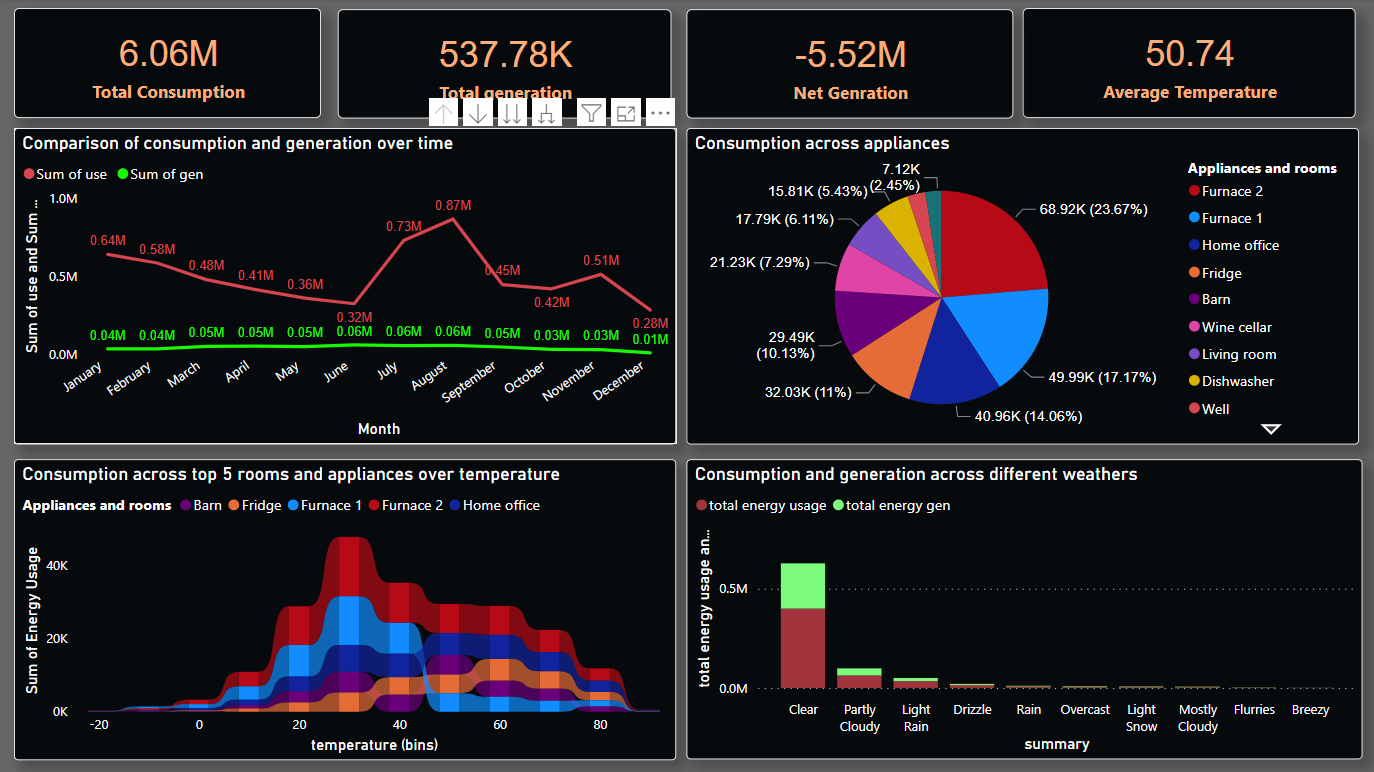 6.06M
Total Consumption
537.78K
Total generation
-5.52M
Net Genration
50.74
Average Temperature
Comparison of consumption and generation over time
Sum of use
Sum of gen
Sum of use and Sum ...
1.0M
0.5M
0.0M
0.64M
0.58M
0.48M
0.41M
0.36M
0.32M
0.73M
0.87M
0.45M
0.42M
0.51M
0.28M
0.04M
0.04M
0.05M
0.05M
0.05M
0.06M
0.06M
0.06M
0.05M
0.03M
0.03M
0.01M
January
February
March
April
May
June
July
August
September
October
November
December
Month
Consumption across appliances
7.12K
(2.45%)
15.81K (5.43%)
17.79K (6.11%)
21.23K (7.29%)
29.49K
(10.13%)
32.03K (11%)
40.96K (14.06%)
49.99K (17.17%)
68.92K (23.67%)
Appliances and rooms
Furnace 2
Furnace 1
Home office
Fridge
Barn
Wine cellar
Living room
Dishwasher
Well
Consumption across top 5 rooms and appliances over temperature
Appliances and rooms
Barn
Fridge
Furnace 1
Furnace 2
Home office
Sum of Energy Usage
40K
20K
0K
-20
0
20
40
60
80
temperature (bins)
Consumption and generation across different weathers
total energy usage
total energy gen
total energy usage an...
0.5M
0.0M
Clear
Partly
Cloudy
Light
Rain
Drizzle
Rain
Overcast
Light
Snow
Mostly
Cloudy
Flurries
Breezy
summary